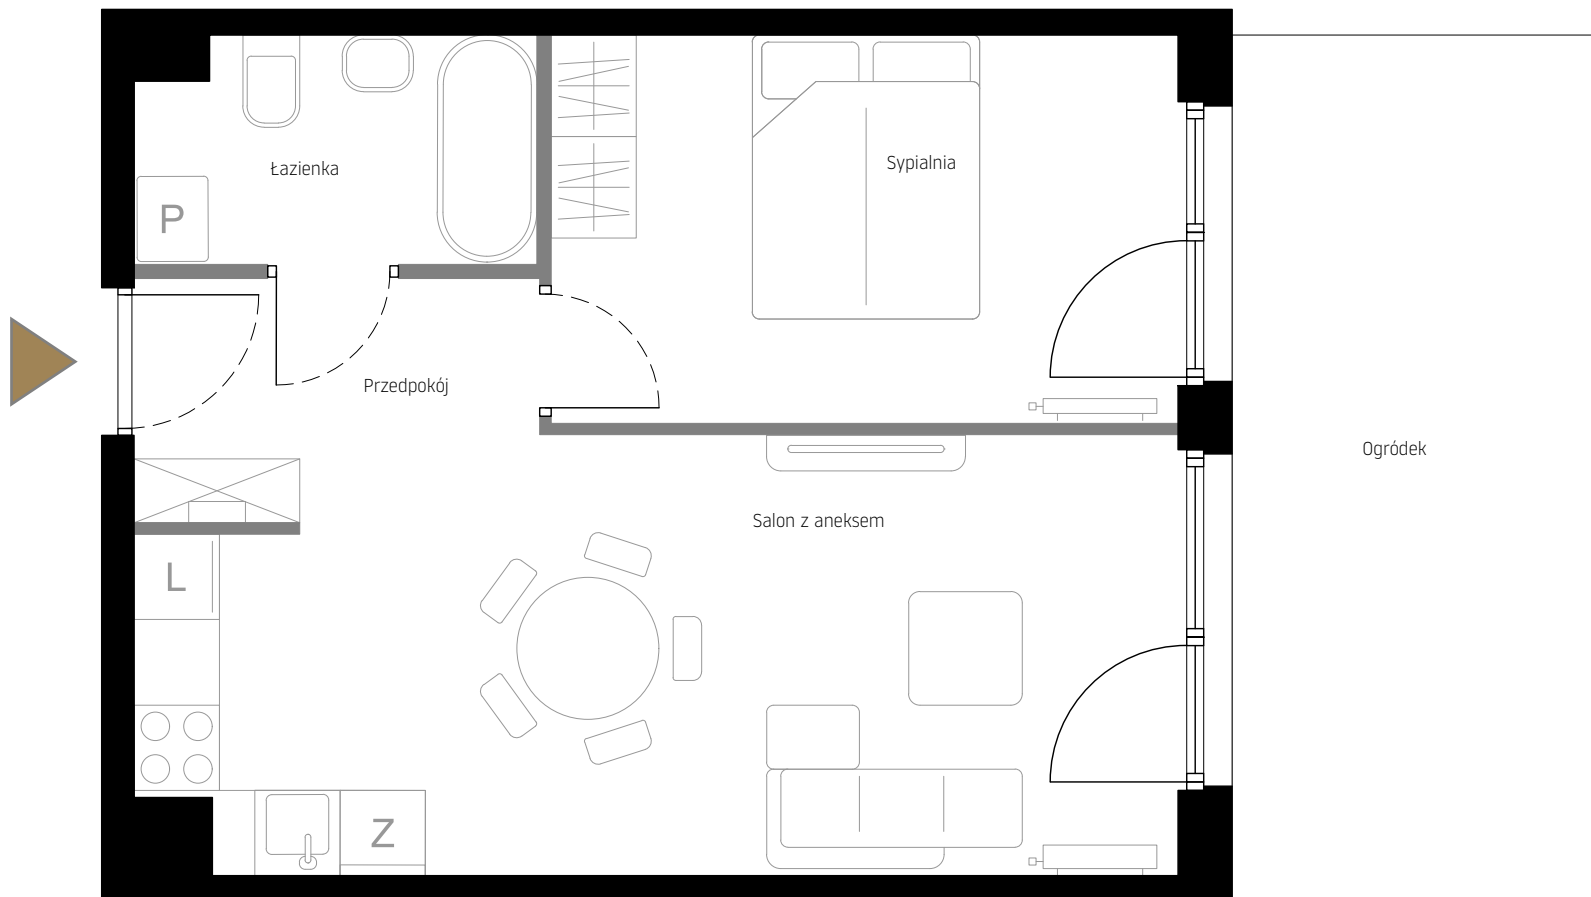 Łazienka
Sypialnia
P
Przedpokój
Ogródek
Salon z aneksem
L
Z